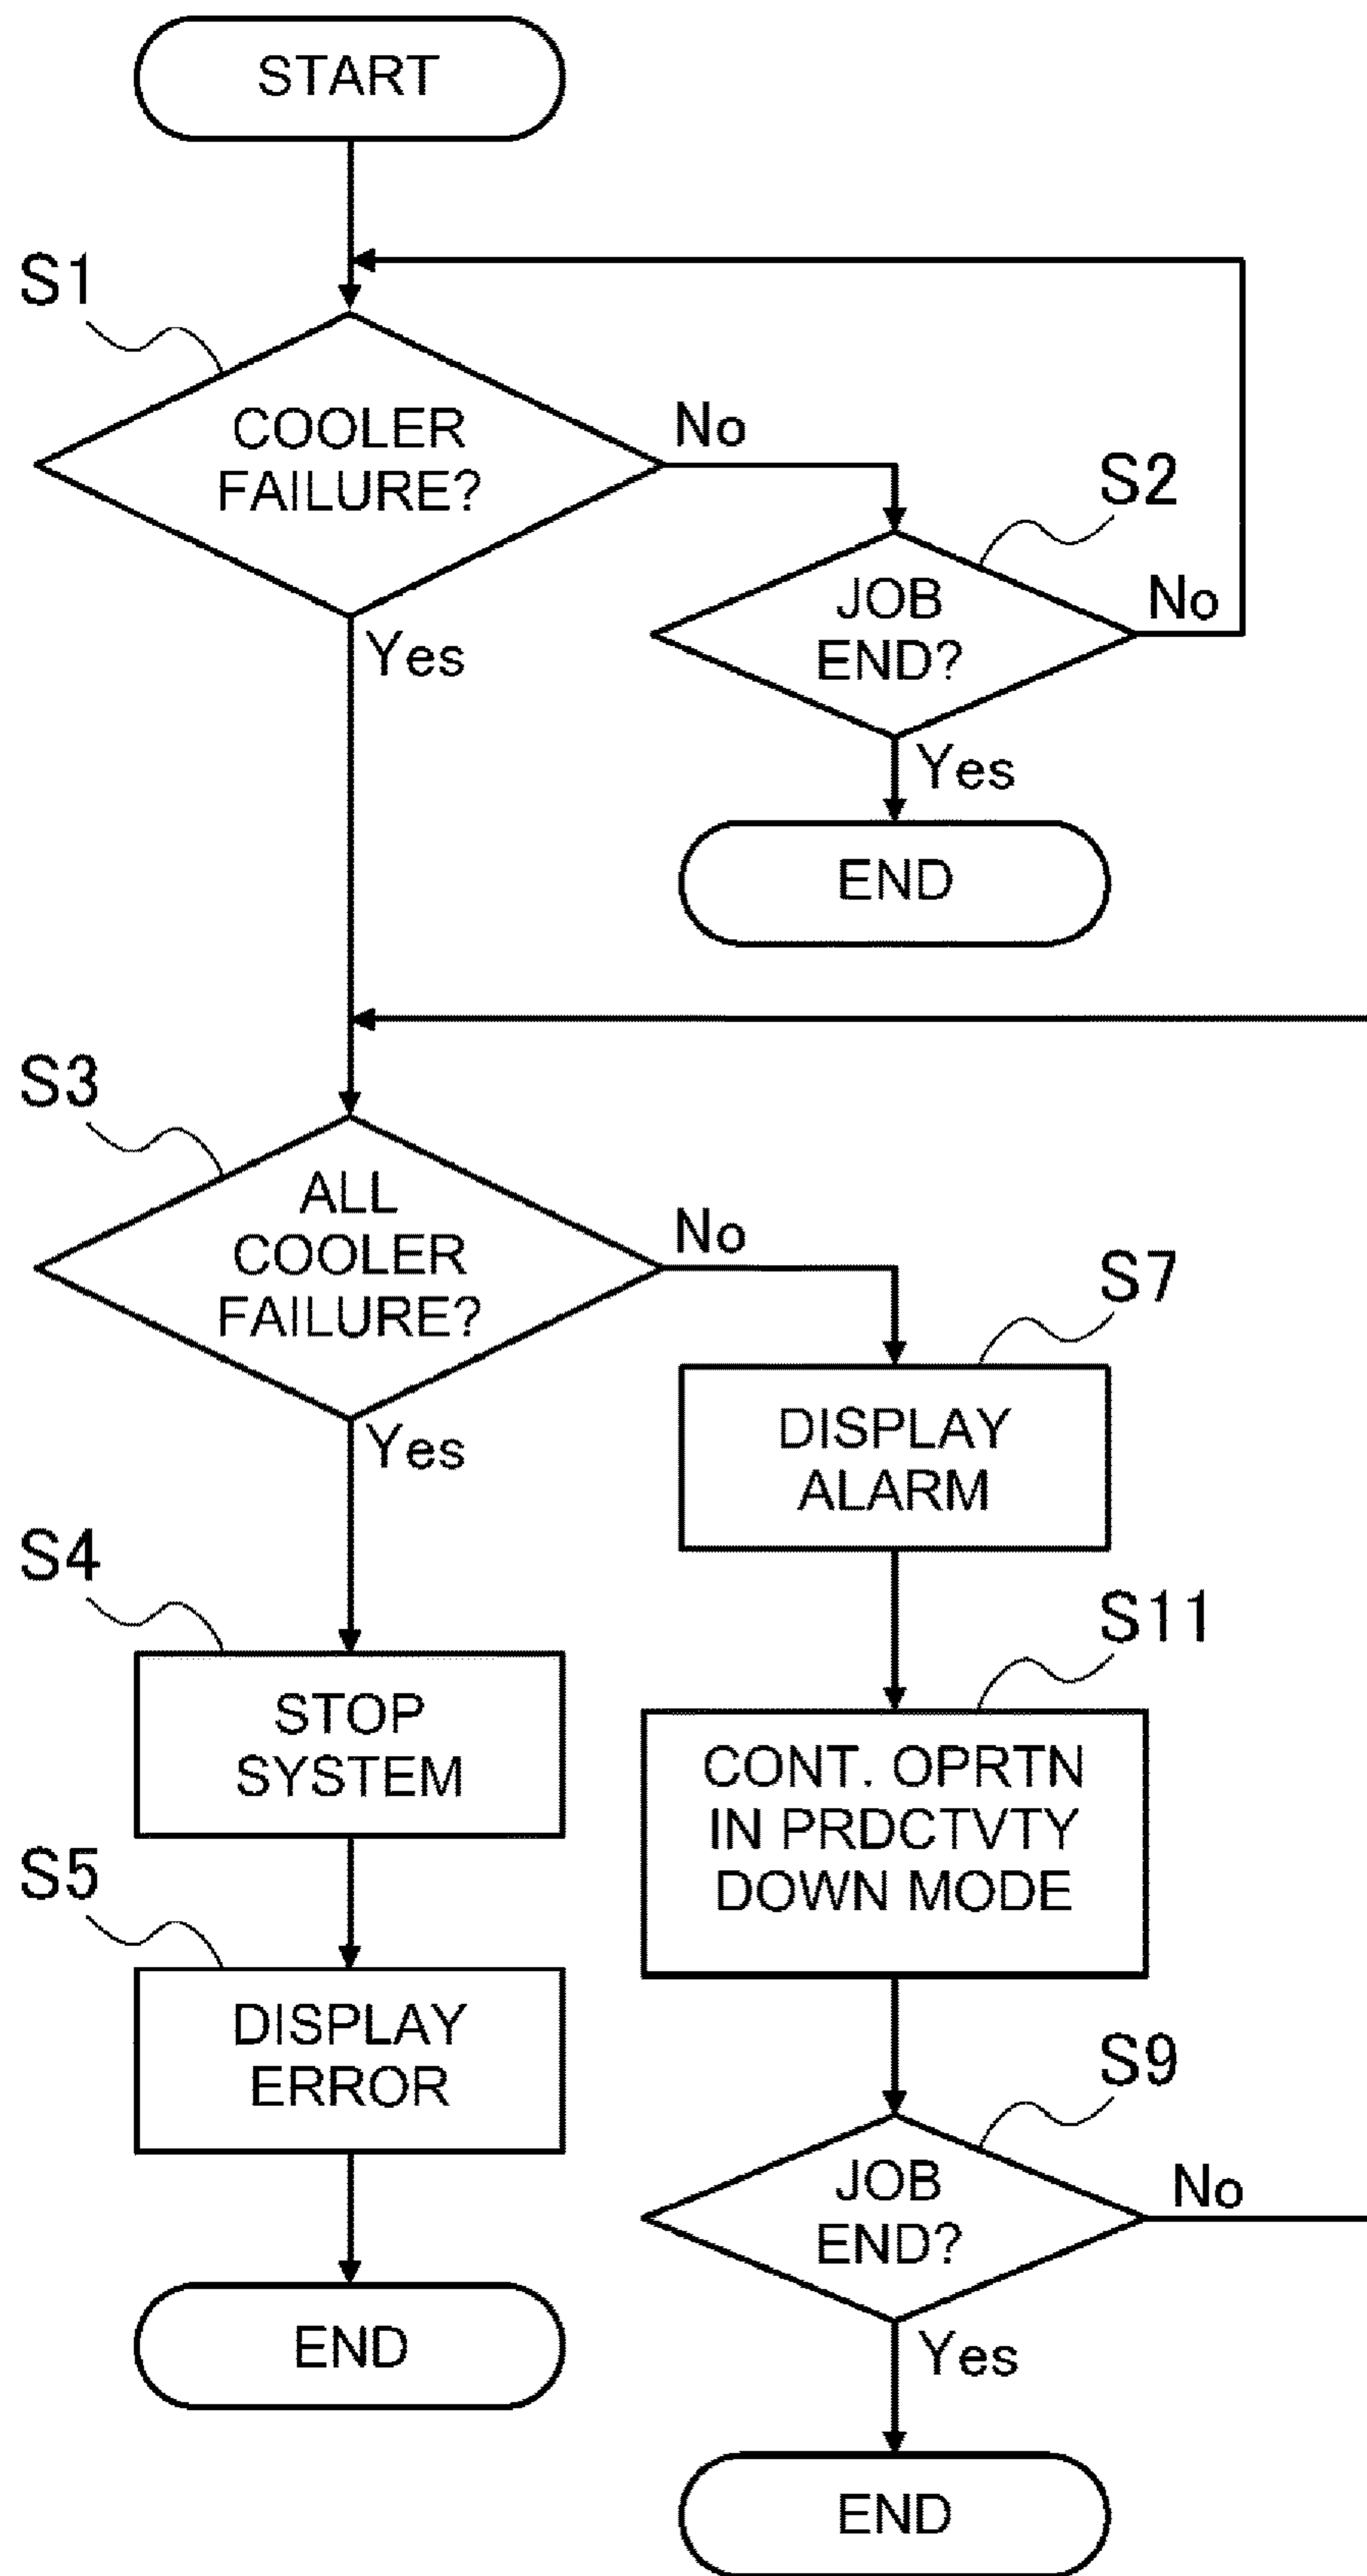 START
S1
COOLER
FAILURE?
No
S2
JOB
END?
No
Yes
Yes
END
S3
ALL
COOLER
FAILURE?
No
S7
DISPLAY
ALARM
Yes
S4
STOP
SYSTEM
S11
CONT. OPRTN
IN PRDCTVTY
DOWN MODE
S5
DISPLAY
ERROR
S9
JOB
END?
No
END
Yes
END